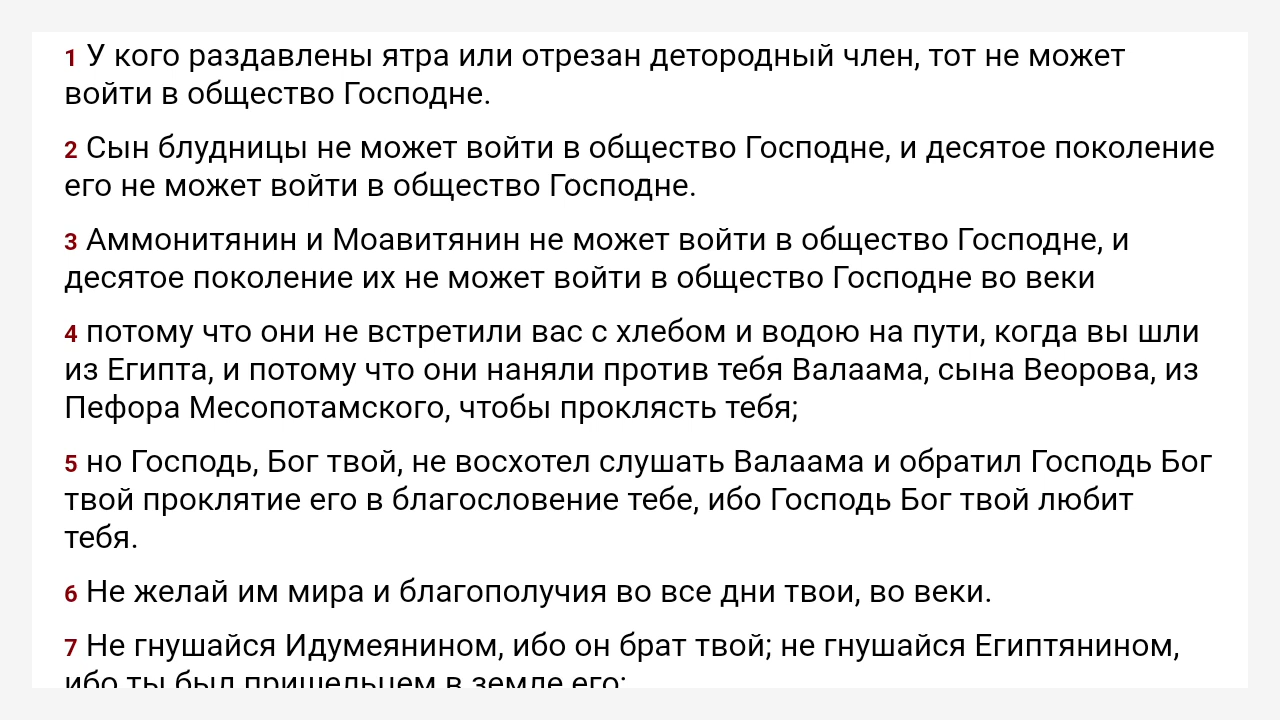 1 У кого раздавлены ятра или отрезан детородный член, тот не может
войти в общество Господне.
2 Сын блудницы не может войти в общество Господне, и десятое поколение
его не может войти в общество Господне.
3 Аммонитянин и Моавитянин не может войти в общество Господне, и
десятое поколение их не может войти в общество Господне во веки
4 потому что они не встретили вас с хлебом и водою на пути, когда вы шли
из Египта, и потому что они наняли против тебя Валаама, сына Веорова, из
Пефора Месопотамского, чтобы проклясть тебя;
5 но Господь, Бог твой, не восхотел слушать Валаама и обратил Господь Бог
твой проклятие его в благословение тебе, ибо Господь Бог твой любит
тебя.
6 Не желай им мира и благополучия во все дни твои, во веки.
7 Не гнушайся Идумеянином, ибо он брат твой; не гнушайся Египтянином,
ибо ты был пришельцем в земле его;